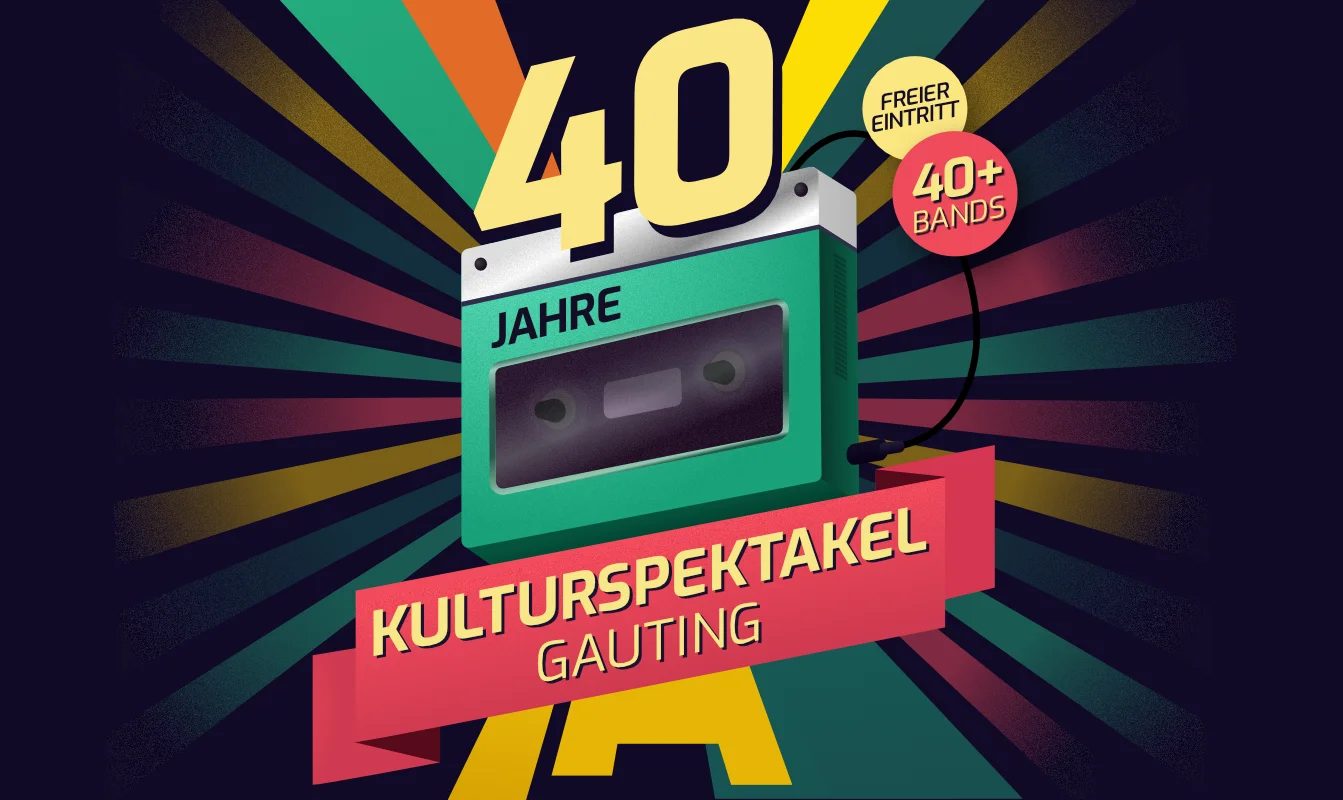 40
JAHRE
FREIER
EINTRITT
40+
BANDS
KULTURSPEKTAKEL
GAUTING